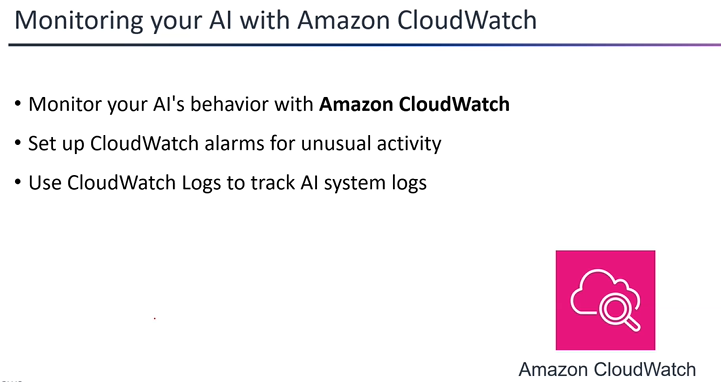 Monitoring your AI with Amazon CloudWatch
• Monitor your AI's behavior with Amazon CloudWatch
• Set up CloudWatch alarms for unusual activity
• Use CloudWatch Logs to track AI system logs
Amazon CloudWatch